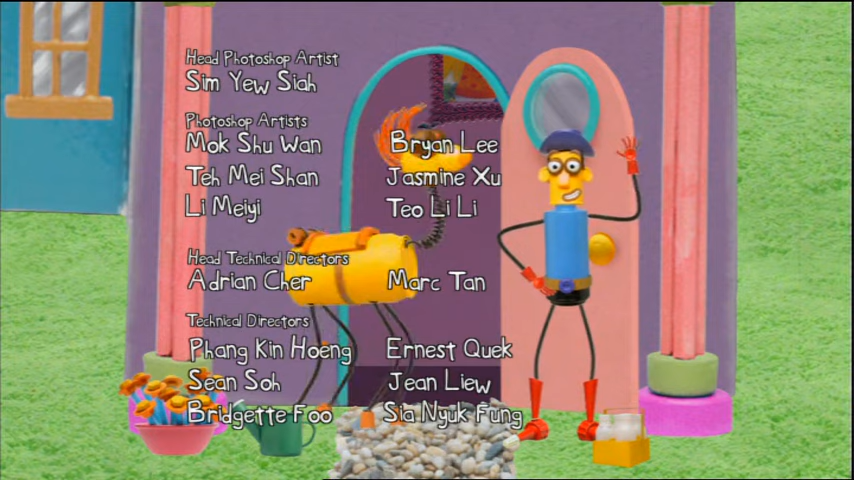 Head Photoshop Artist
Sim Yew Siah
Photoshop Artists
Mok Shu Wan Bryan Lee
Teh Mei Shan Jasmine Xu
Li Meiyi Teo Li Li
Head Technical Directors
Adrian Cher Marc Tan
Technical Directors
Phang Kin Hoeng Ernest Quek
Sean Soh Jean Liew
Bridgette Foo Sia Nyuk Fung